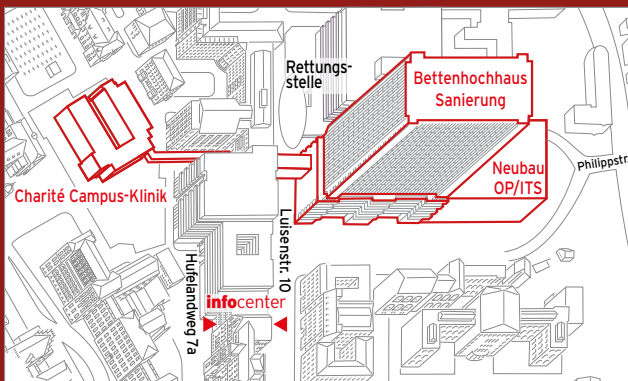 Rettungs-
stelle
Bettenhochhaus
Sanierung
Neubau
OP/ITS
Philippstr.
Charité Campus-Klinik
Luisenstr. 10
Hufelandweg 7a
infocenter